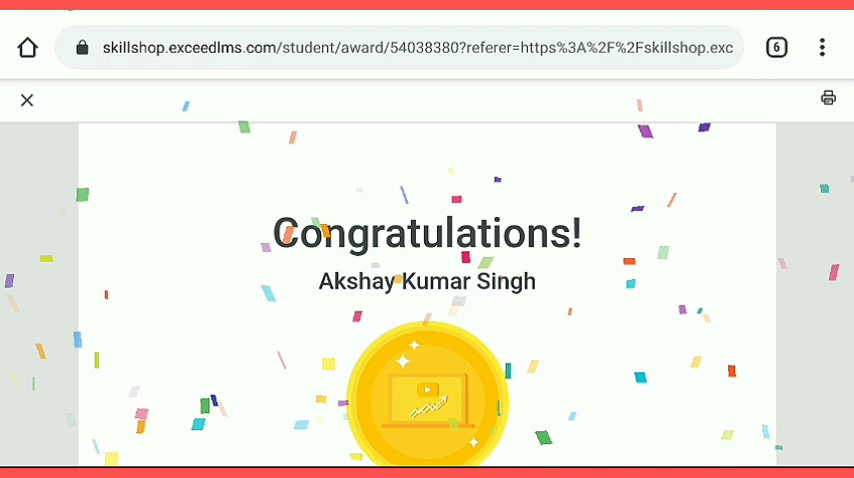 skillshop.exceedlms.com/student/award/54038380?referer=https%3A%2F%2Fskillshop.exc
6
Congratulations!
Akshay Kumar Singh